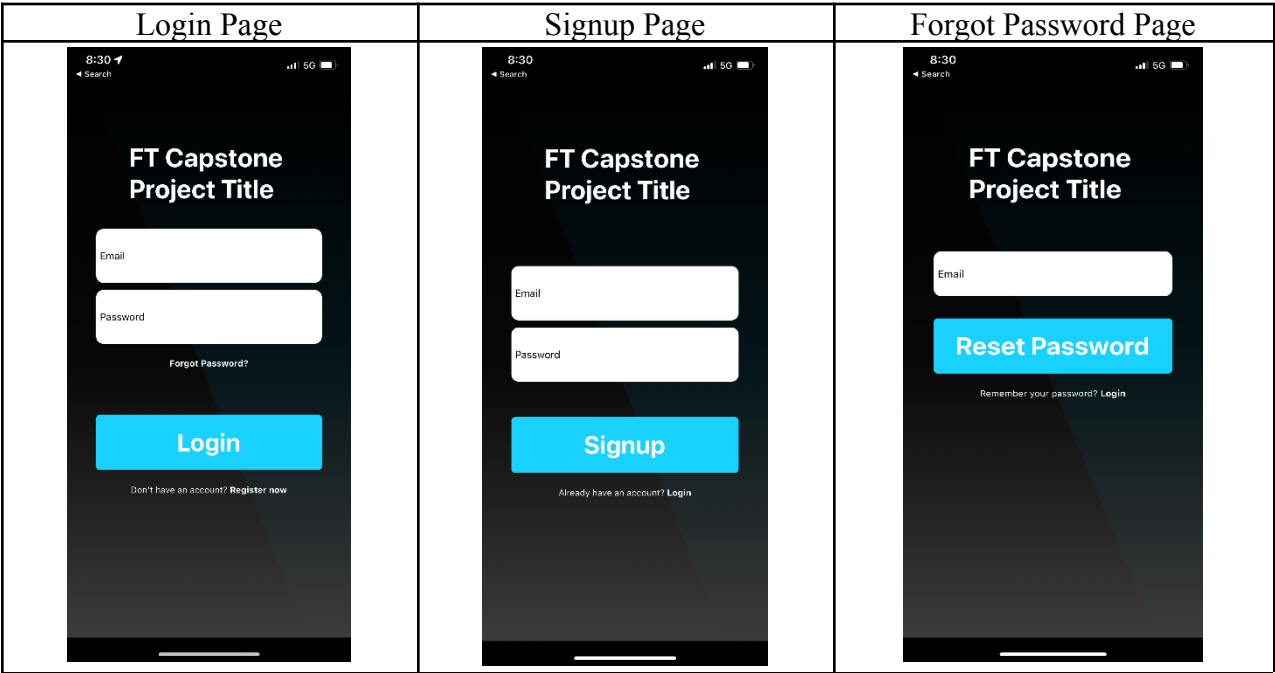 Login Page
Signup Page
Forgot Password Page
8:30
5G
Search
FT Capstone
Project Title
Email
Password
Forgot Password?
Login
Don't have an account? Register now
8:30
5G
Search
FT Capstone
Project Title
Email
Password
Signup
Already have an account? Login
8:30
5G
Search
FT Capstone
Project Title
Email
Reset Password
Remember your password? Login